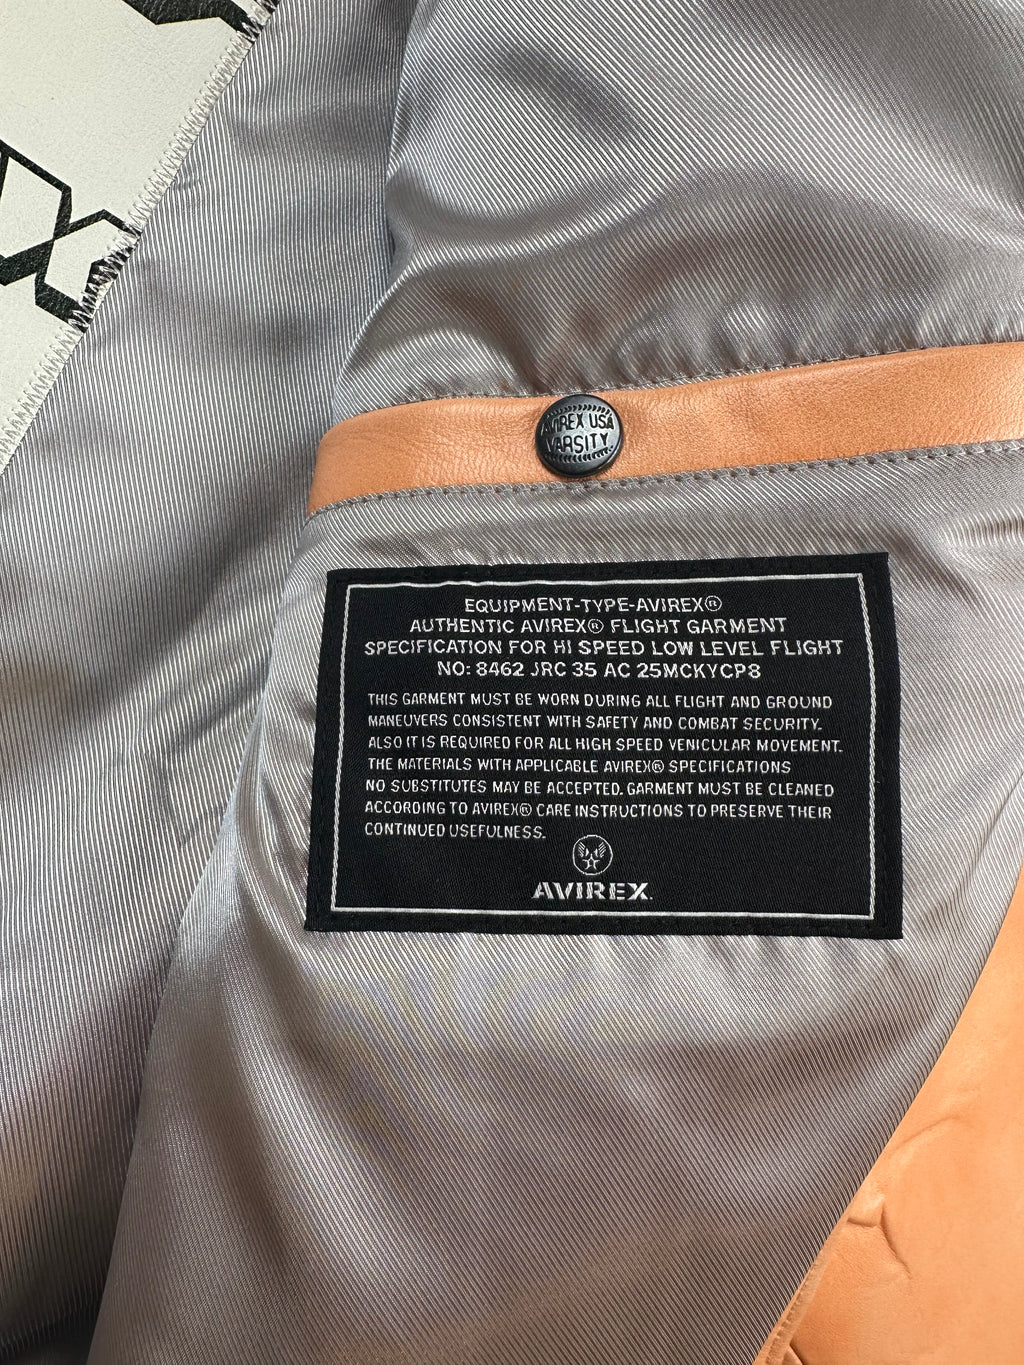 AVIREX USA
VARSITY
EQUIPMENT-TYPE-AVIREX®
AUTHENTIC AVIREX® FLIGHT GARMENT
SPECIFICATION FOR HI SPEED LOW LEVEL FLIGHT
NO: 8462 JRC 35 AC 25MCKYCP8
THIS GARMENT MUST BE WORN DURING ALL FLIGHT AND GROUND
MANEUVERS CONSISTENT WITH SAFETY AND COMBAT SECURITY.
ALSO IT IS REQUIRED FOR ALL HIGH SPEED VENICULAR MOVEMENT.
THE MATERIALS WITH APPLICABLE AVIREX® SPECIFICATIONS
NO SUBSTITUTES MAY BE ACCEPTED. GARMENT MUST BE CLEANED
ACCORDING TO AVIREX® CARE INSTRUCTIONS TO PRESERVE THEIR
CONTINUED USEFULNESS.
AVIREX